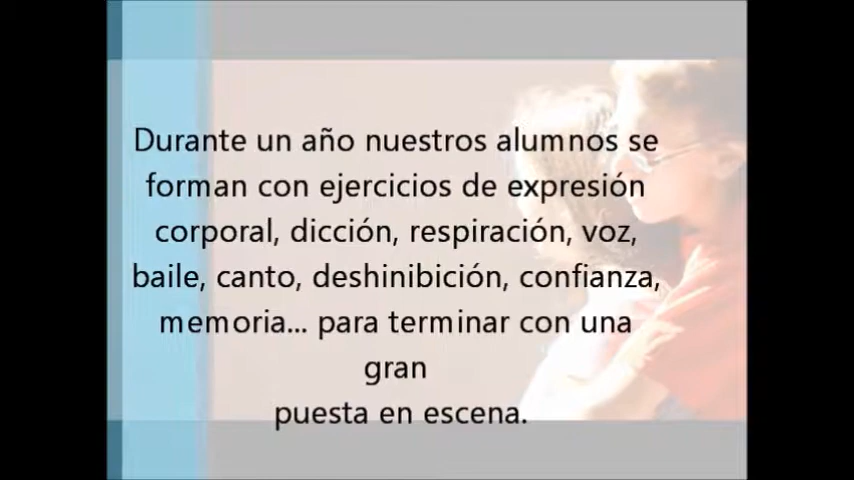 Durante un año nuestros alumnos se
forman con ejercicios de expresión
corporal, dicción, respiración, voz,
baile, canto, deshinibición, confianza,
memoria... para terminar con una
gran
puesta en escena.